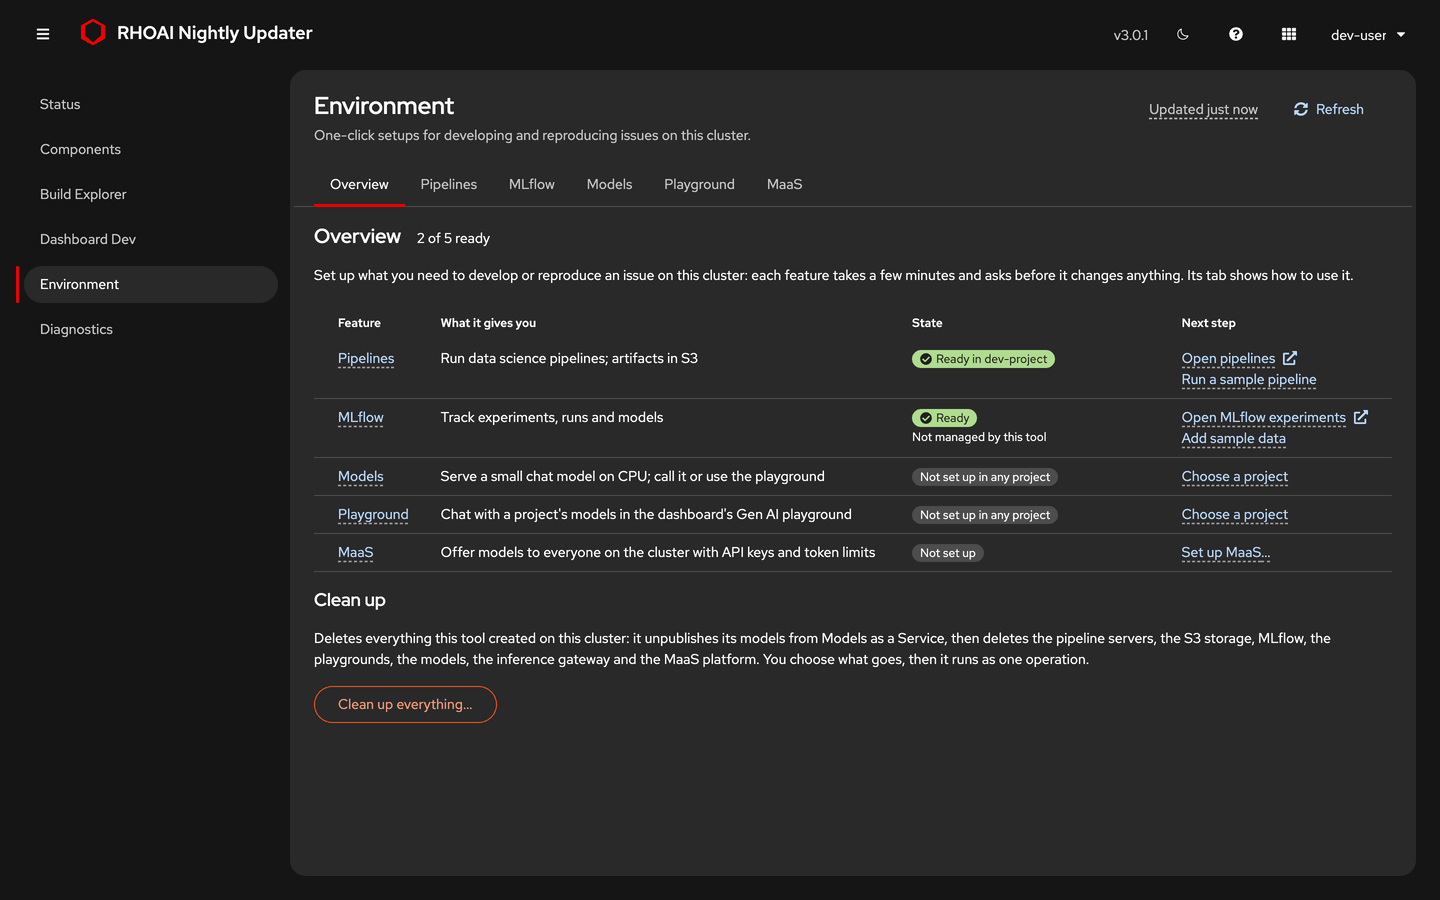 RHOAI Nightly Updater
v3.0.1
dev-user
Status
Components
Build Explorer
Dashboard Dev
Environment
Diagnostics
Environment
One-click setups for developing and reproducing issues on this cluster.
Updated just now
Refresh
Overview
Pipelines
MLflow
Models
Playground
MaaS
Overview
2 of 5 ready
Set up what you need to develop or reproduce an issue on this cluster: each feature takes a few minutes and asks before it changes anything. Its tab shows how to use it.
Feature
What it gives you
State
Next step
Pipelines
Run data science pipelines; artifacts in S3
Ready in dev-project
Open pipelines
Run a sample pipeline
MLflow
Track experiments, runs and models
Ready
Not managed by this tool
Open MLflow experiments
Add sample data
Models
Serve a small chat model on CPU; call it or use the playground
Not set up in any project
Choose a project
Playground
Chat with a project's models in the dashboard's Gen AI playground
Not set up in any project
Choose a project
MaaS
Offer models to everyone on the cluster with API keys and token limits
Not set up
Set up MaaS...
Clean up
Deletes everything this tool created on this cluster: it unpublishes its models from Models as a Service, then deletes the pipeline servers, the S3 storage, MLflow, the
playgrounds, the models, the inference gateway and the MaaS platform. You choose what goes, then it runs as one operation.
Clean up everything...